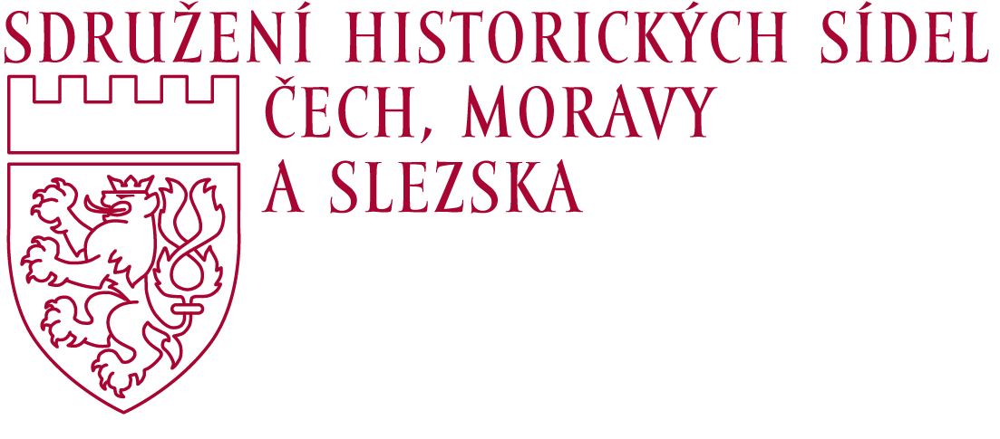 SDRUŽENÍ HISTORICKÝCH SÍDEL
ČECH, MORAVY
A SLEZSKA